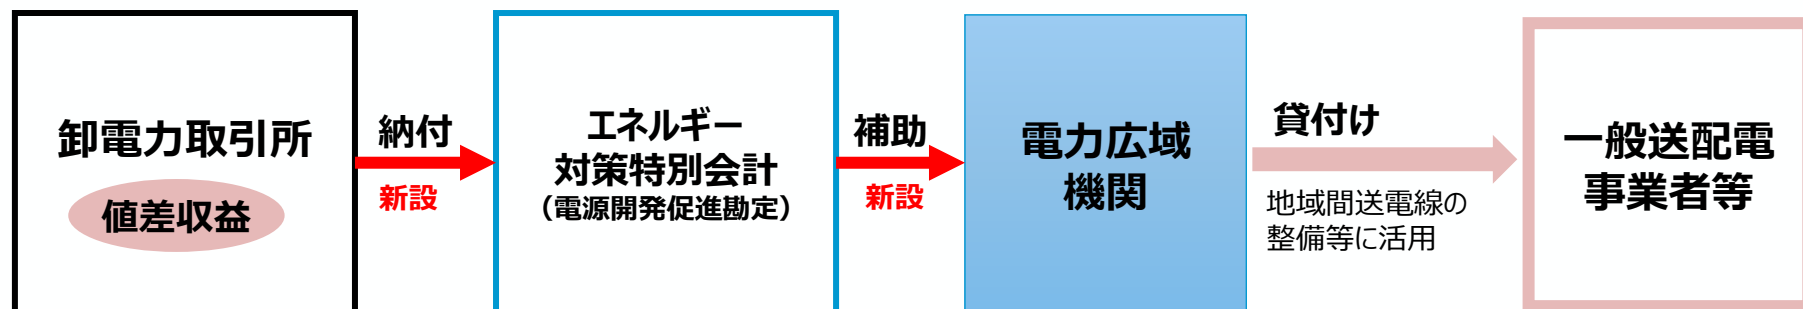 卸電力取引所
値差収益
納付
新設
エネルギー
対策特別会計
（電源開発促進勘定）
補助
新設
電力広域
機関
貸付け
地域間送電線の
整備等に活用
一般送配電
事業者等